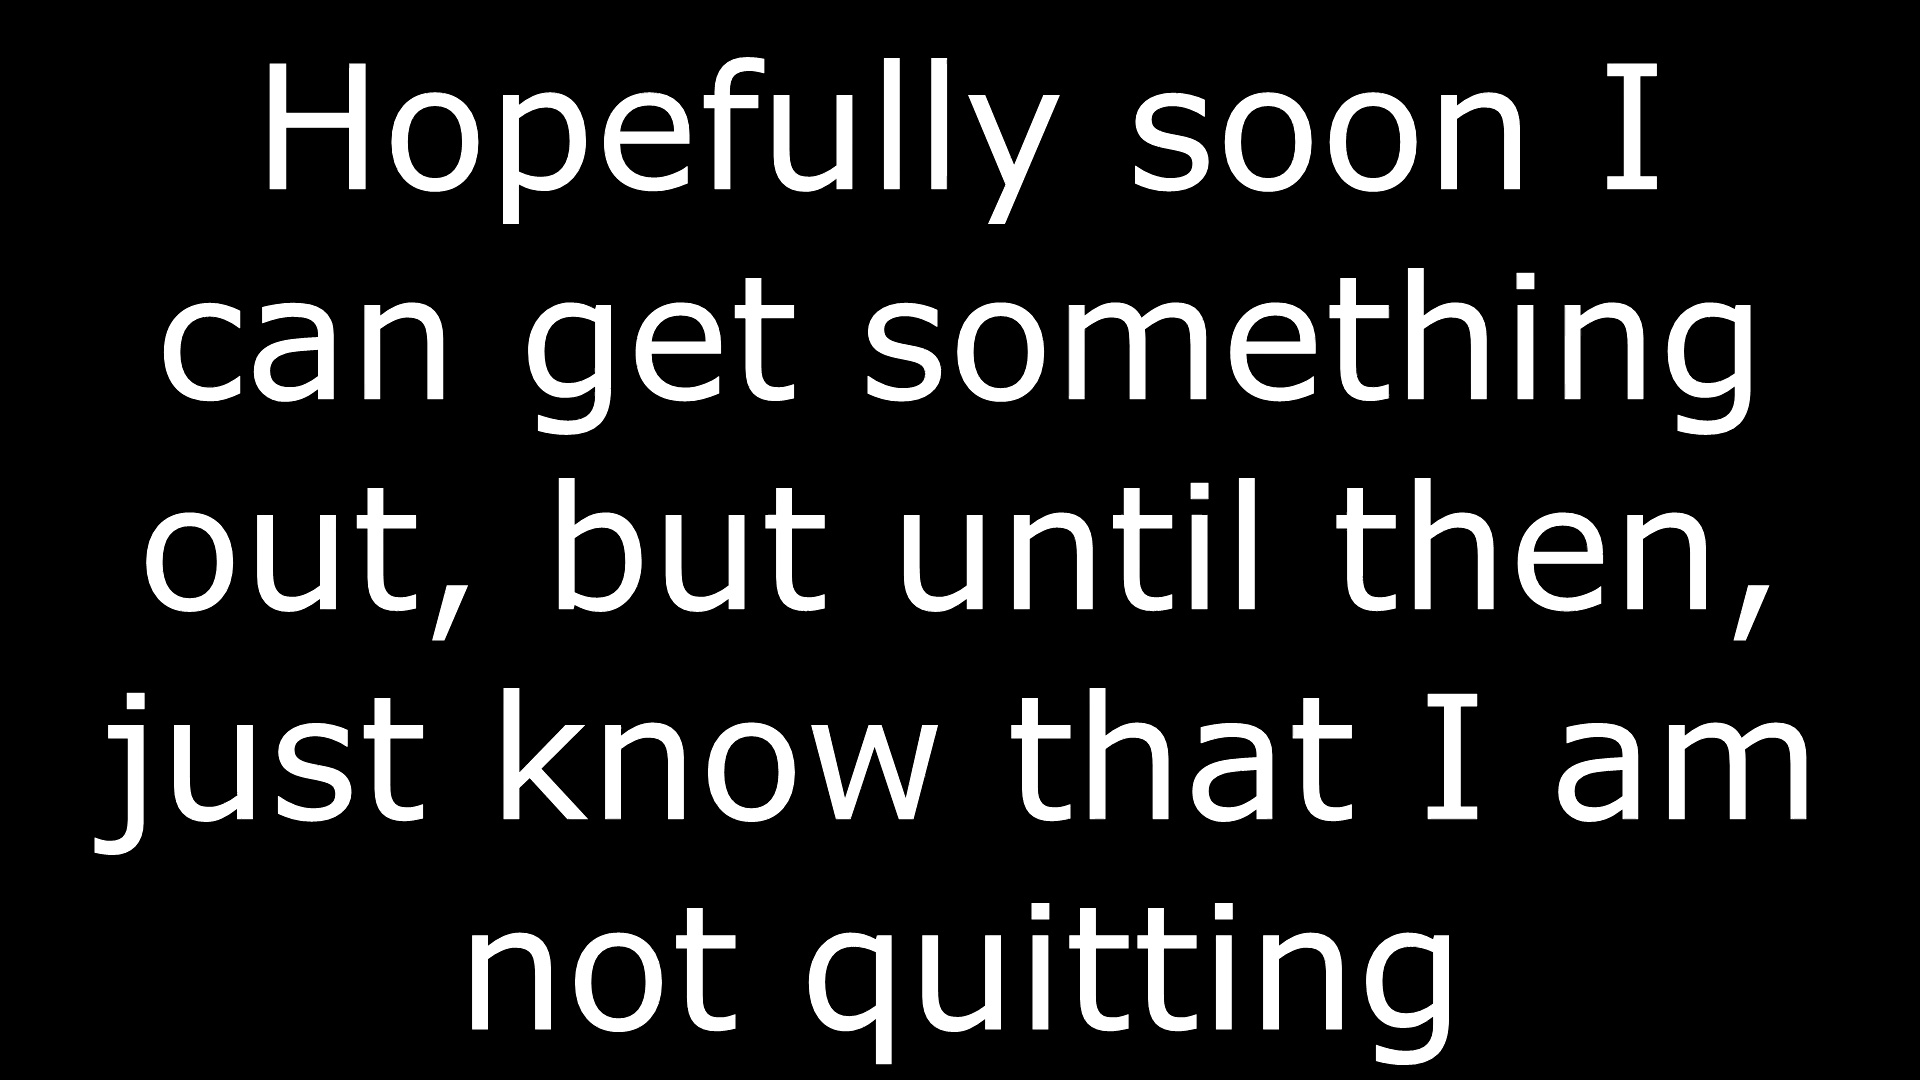 Hopefully soon I
can get something
out, but until then,
just know that I am
not quitting